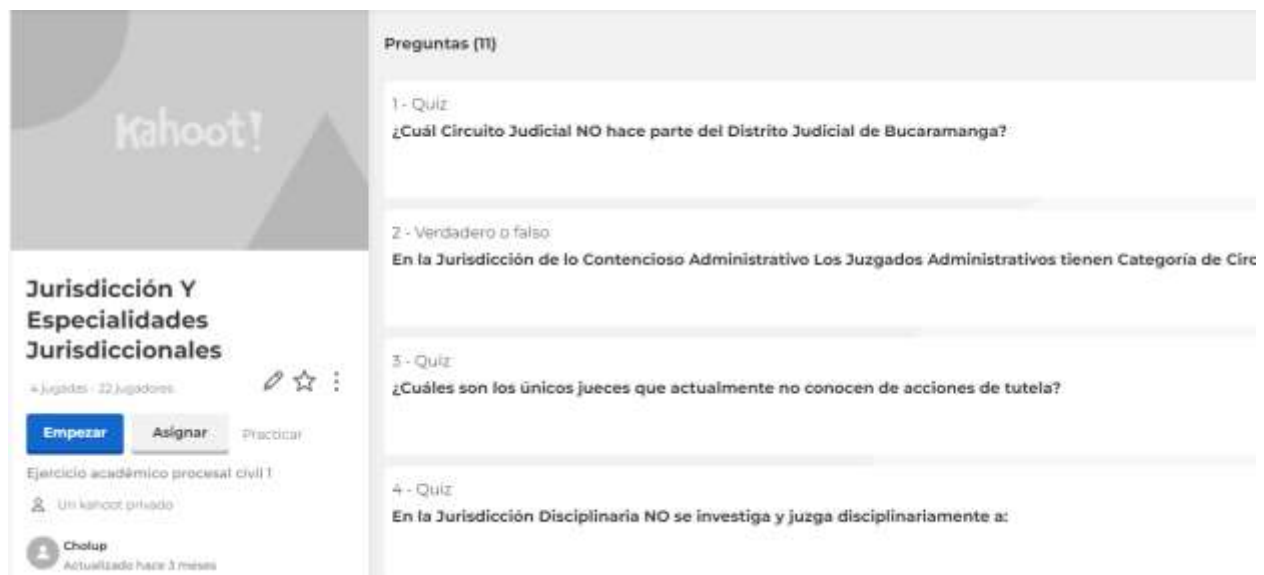 Kahoot!
Jurisdicción Y
Especialidades
Jurisdiccionales
4 jugadas · 22 jugadores
Empezar
Asignar
Practicar
Ejercicio académico procesal civil 1
Un kahoot privado
Cholup
Actualizado hace 3 meses
Preguntas (11)
1 - Quiz
¿Cuál Circuito Judicial NO hace parte del Distrito Judicial de Bucaramanga?
2 - Verdadero o falso
En la Jurisdicción de lo Contencioso Administrativo Los Juzgados Administrativos tienen Categoría de Circ
3 - Quiz
¿Cuáles son los únicos jueces que actualmente no conocen de acciones de tutela?
4 - Quiz
En la Jurisdicción Disciplinaria NO se investiga y juzga disciplinariamente a: